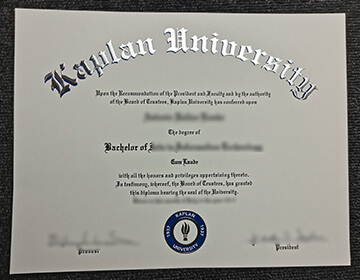 Kaplan University
Upon the Recommendation of the President and Faculty and by the authority
of the Board of Trustees, Kaplan University has conferred upon
The degree of
Bachelor of
Cum Laude
with all the honors and privileges appertaining thereto.
In testimony, whereof, the Board of Trustees, has granted
this diploma bearing the seal of the University.
KAPLAN
1937 1937
UNIVERSITY
Provost President